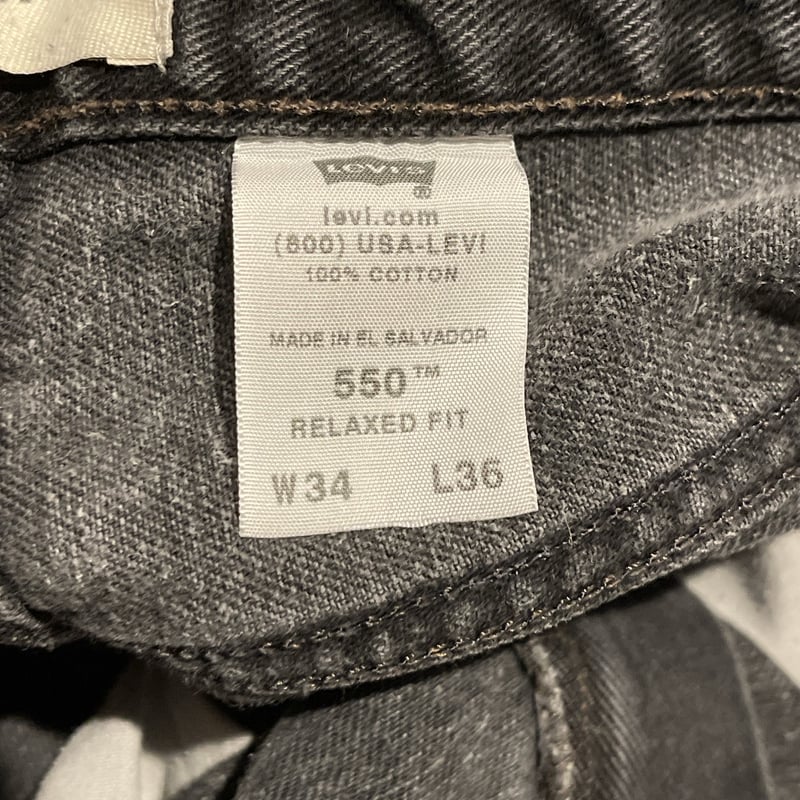 LEVI'S
®
levi.com
(800) USA-LEVI
100% COTTON
MADE IN EL SALVADOR
550™
RELAXED FIT
W34 L36